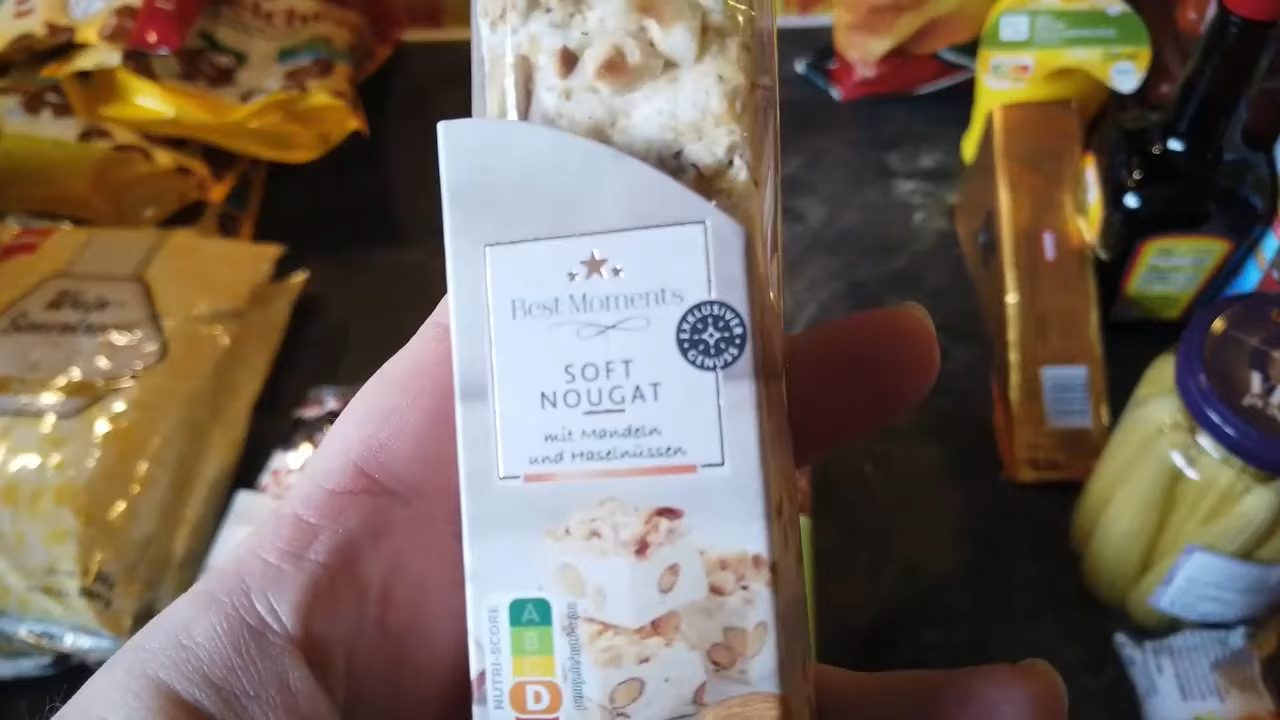 Best Moments
EXKLUSIVER
GENUSS
SOFT
NOUGAT
mit Mandeln
und Haselnüssen
NUTRI-SCORE
A
B
D